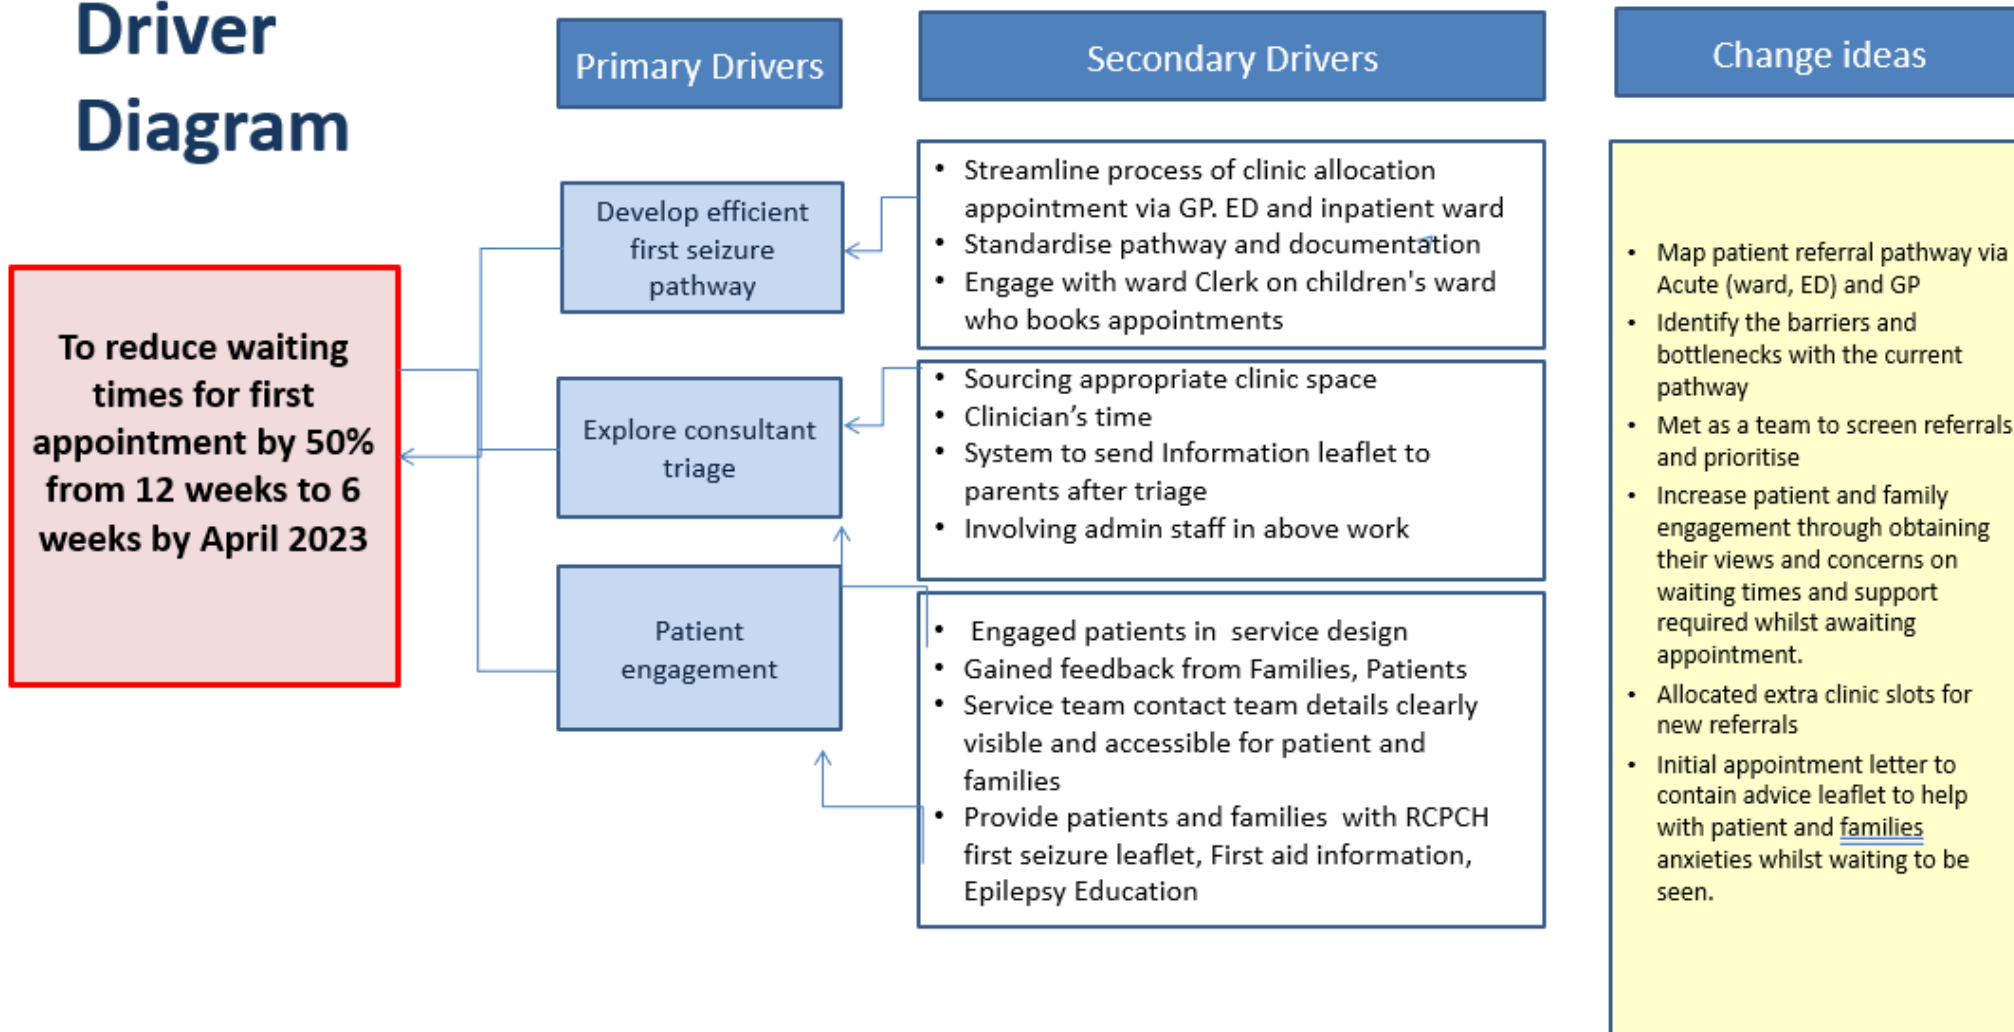 Driver
Diagram
Primary Drivers
Secondary Drivers
Change ideas
To reduce waiting
times for first
appointment by 50%
from 12 weeks to 6
weeks by April 2023
Develop efficient
first seizure
pathway
Explore consultant
triage
Patient
engagement
• Streamline process of clinic allocation
appointment via GP. ED and inpatient ward
• Standardise pathway and documentation
• Engage with ward Clerk on children's ward
who books appointments
• Sourcing appropriate clinic space
• Clinician’s time
• System to send Information leaflet to
parents after triage
• Involving admin staff in above work
• Engaged patients in service design
• Gained feedback from Families, Patients
• Service team contact team details clearly
visible and accessible for patient and
families
• Provide patients and families with RCPCH
first seizure leaflet, First aid information,
Epilepsy Education
• Map patient referral pathway via
Acute (ward, ED) and GP
• Identify the barriers and
bottlenecks with the current
pathway
• Met as a team to screen referrals
and prioritise
• Increase patient and family
engagement through obtaining
their views and concerns on
waiting times and support
required whilst awaiting
appointment.
• Allocated extra clinic slots for
new referrals
• Initial appointment letter to
contain advice leaflet to help
with patient and families
anxieties whilst waiting to be
seen.